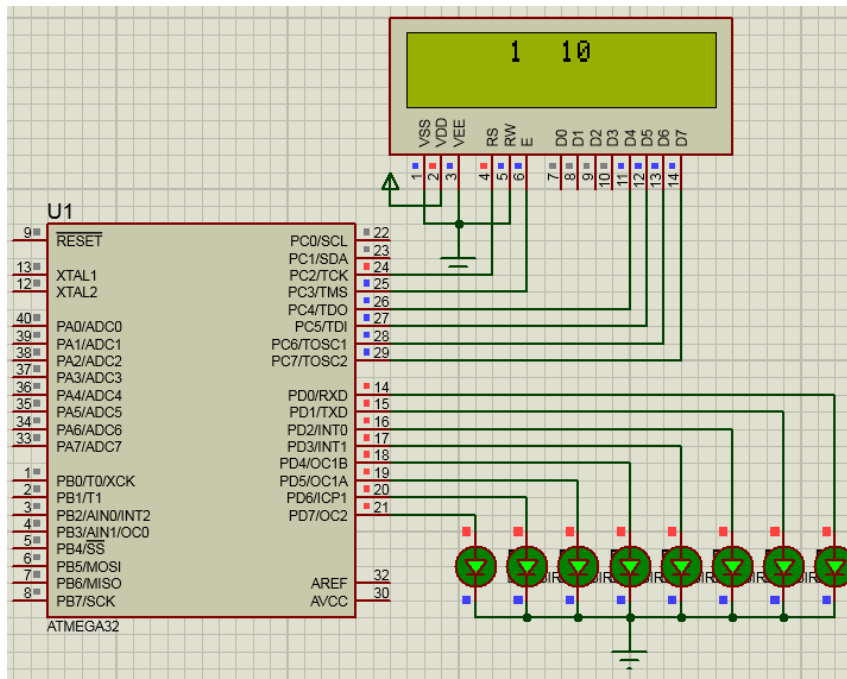 1 10
VSS
VDD
VEE
RS
RW
E
D0
D1
D2
D3
D4
D5
D6
D7
1
2
3
4
5
6
7
8
9
10
11
12
13
14
U1
9 RESET
13 XTAL1
12 XTAL2
40 PA0/ADC0
39 PA1/ADC1
38 PA2/ADC2
37 PA3/ADC3
36 PA4/ADC4
35 PA5/ADC5
34 PA6/ADC6
33 PA7/ADC7
1 PB0/T0/XCK
2 PB1/T1
3 PB2/AIN0/INT2
4 PB3/AIN1/OC0
5 PB4/SS
6 PB5/MOSI
7 PB6/MISO
8 PB7/SCK
PC0/SCL 22
PC1/SDA 23
PC2/TCK 24
PC3/TMS 25
PC4/TDO 26
PC5/TDI 27
PC6/TOSC1 28
PC7/TOSC2 29
PD0/RXD 14
PD1/TXD 15
PD2/INT0 16
PD3/INT1 17
PD4/OC1B 18
PD5/OC1A 19
PD6/ICP1 20
PD7/OC2 21
AREF 32
AVCC 30
ATMEGA32